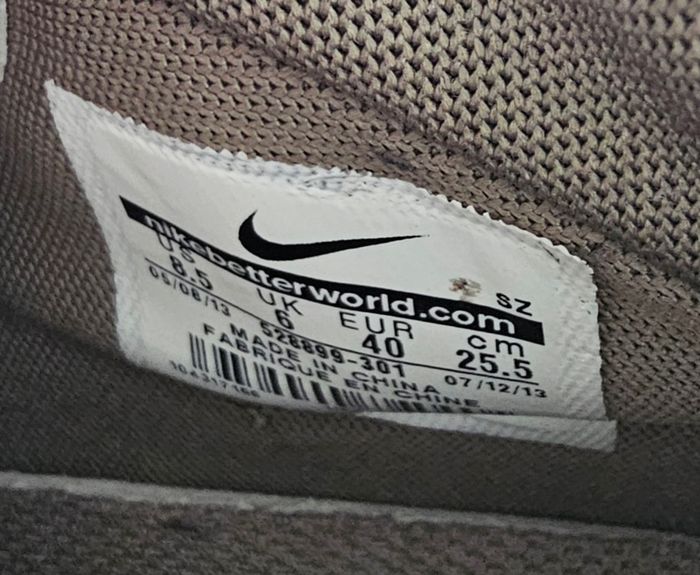 nikebetterworld.com
SZ
US UK EUR cm
8.5 6 40 25.5
05/08/13 528899-301 07/12/13
MADE IN CHINA
FABRIQUE EN CHINE